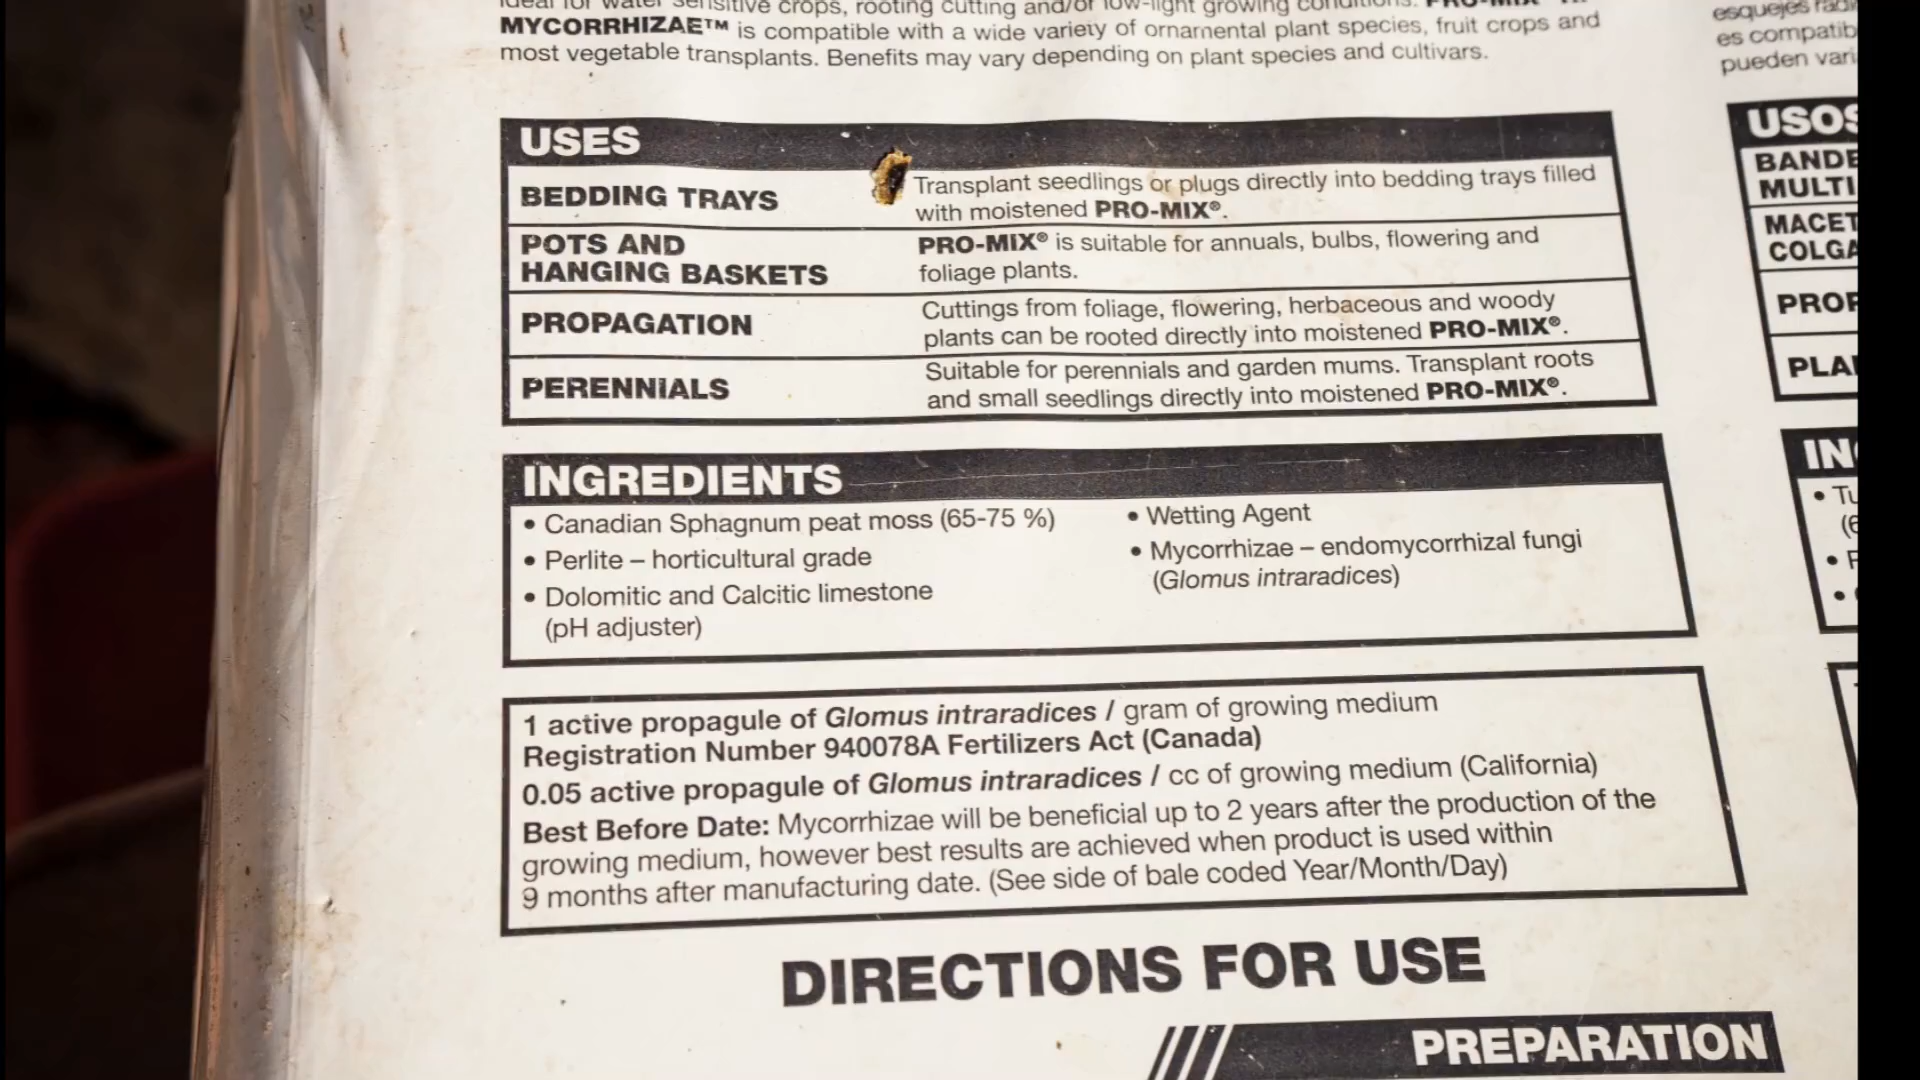 ideal for water sensitive crops, rooting cutting and/or low-light growing conditions. PRO-MIX
MYCORRHIZAE™ is compatible with a wide variety of ornamental plant species, fruit crops and
most vegetable transplants. Benefits may vary depending on plant species and cultivars.
USES
BEDDING TRAYS
Transplant seedlings or plugs directly into bedding trays filled
with moistened PRO-MIX®.
POTS AND
HANGING BASKETS
PRO-MIX® is suitable for annuals, bulbs, flowering and
foliage plants.
PROPAGATION
Cuttings from foliage, flowering, herbaceous and woody
plants can be rooted directly into moistened PRO-MIX®.
PERENNIALS
Suitable for perennials and garden mums. Transplant roots
and small seedlings directly into moistened PRO-MIX®.
INGREDIENTS
• Canadian Sphagnum peat moss (65-75 %)
• Perlite – horticultural grade
• Dolomitic and Calcitic limestone
(pH adjuster)
• Wetting Agent
• Mycorrhizae – endomycorrhizal fungi
(Glomus intraradices)
1 active propagule of Glomus intraradices / gram of growing medium
Registration Number 940078A Fertilizers Act (Canada)
0.05 active propagule of Glomus intraradices / cc of growing medium (California)
Best Before Date: Mycorrhizae will be beneficial up to 2 years after the production of the
growing medium, however best results are achieved when product is used within
9 months after manufacturing date. (See side of bale coded Year/Month/Day)
DIRECTIONS FOR USE
PREPARATION
esquejes
es compatib
pueden vari
USOS
BANDE
MULTI
MACET
COLGA
PROP
PLA
IN
• Tu
(6